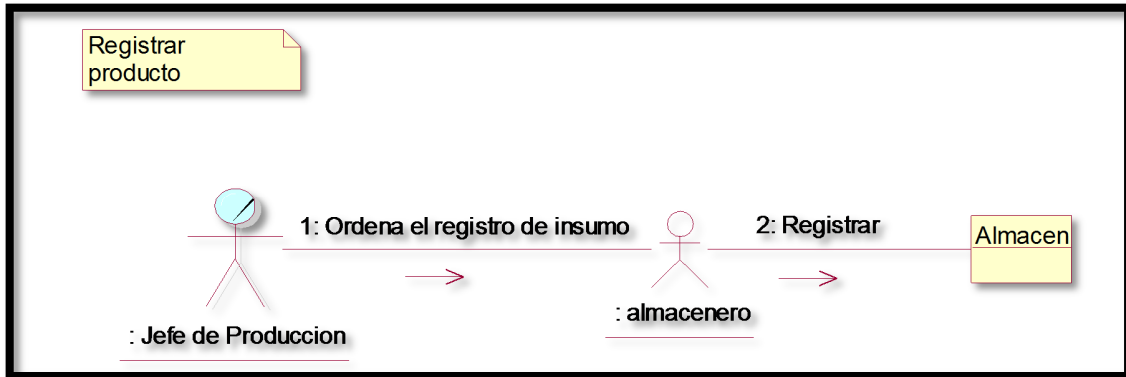 Registrar
producto
1: Ordena el registro de insumo
2: Registrar
Almacen
: Jefe de Produccion
: almacenero